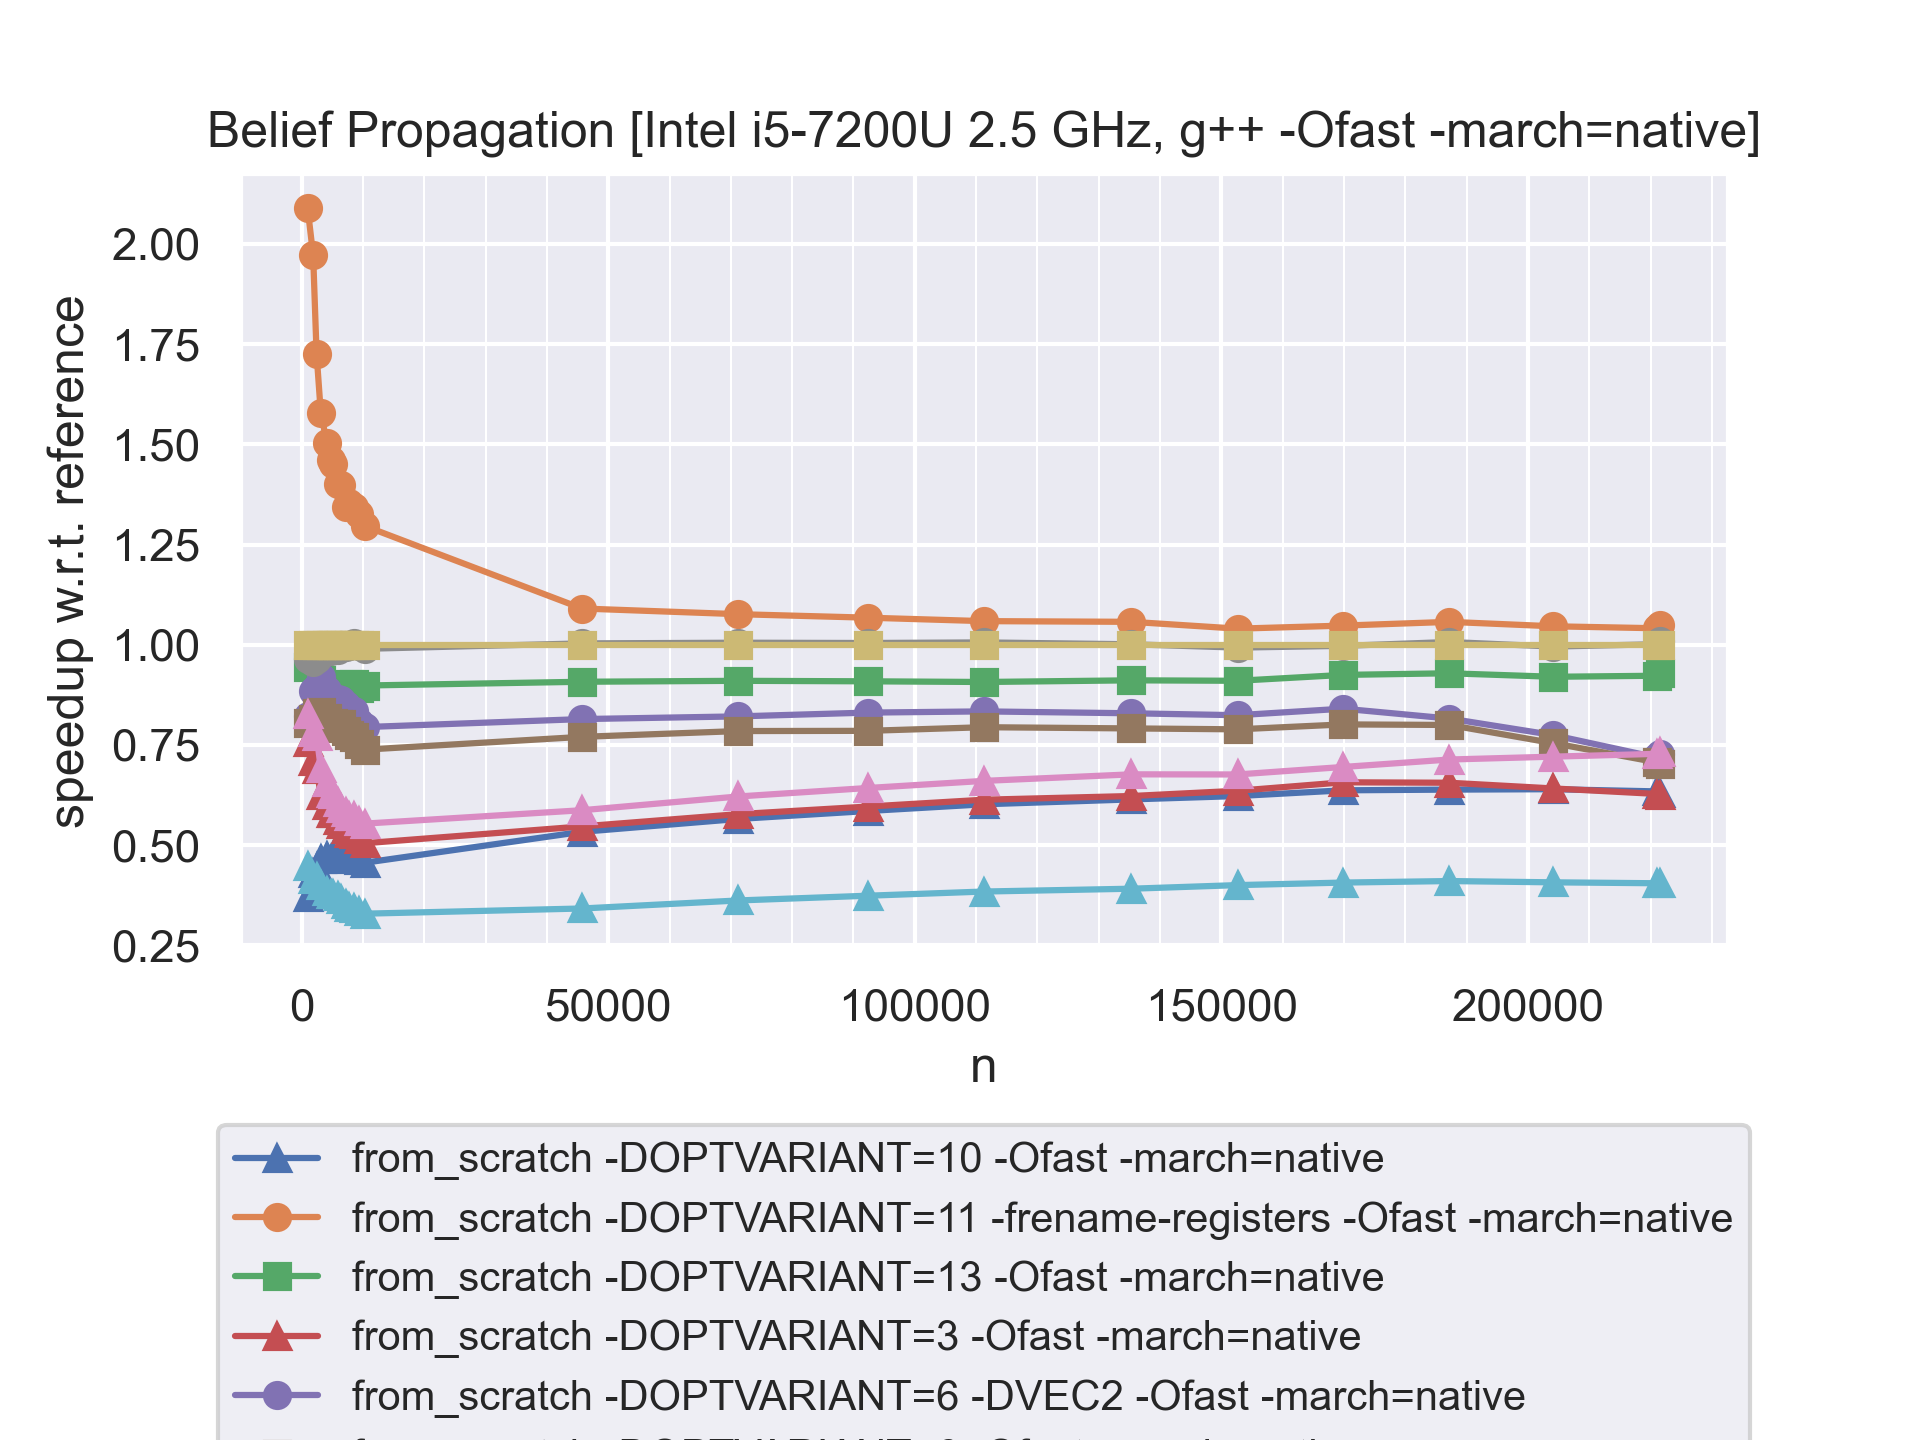 Belief Propagation [Intel i5-7200U 2.5 GHz, g++ -Ofast -march=native]
speedup w.r.t. reference
2.00
1.75
1.50
1.25
1.00
0.75
0.50
0.25
0 50000 100000 150000 200000
n
from_scratch -DOPTVARIANT=10 -Ofast -march=native
from_scratch -DOPTVARIANT=11 -frename-registers -Ofast -march=native
from_scratch -DOPTVARIANT=13 -Ofast -march=native
from_scratch -DOPTVARIANT=3 -Ofast -march=native
from_scratch -DOPTVARIANT=6 -DVEC2 -Ofast -march=native